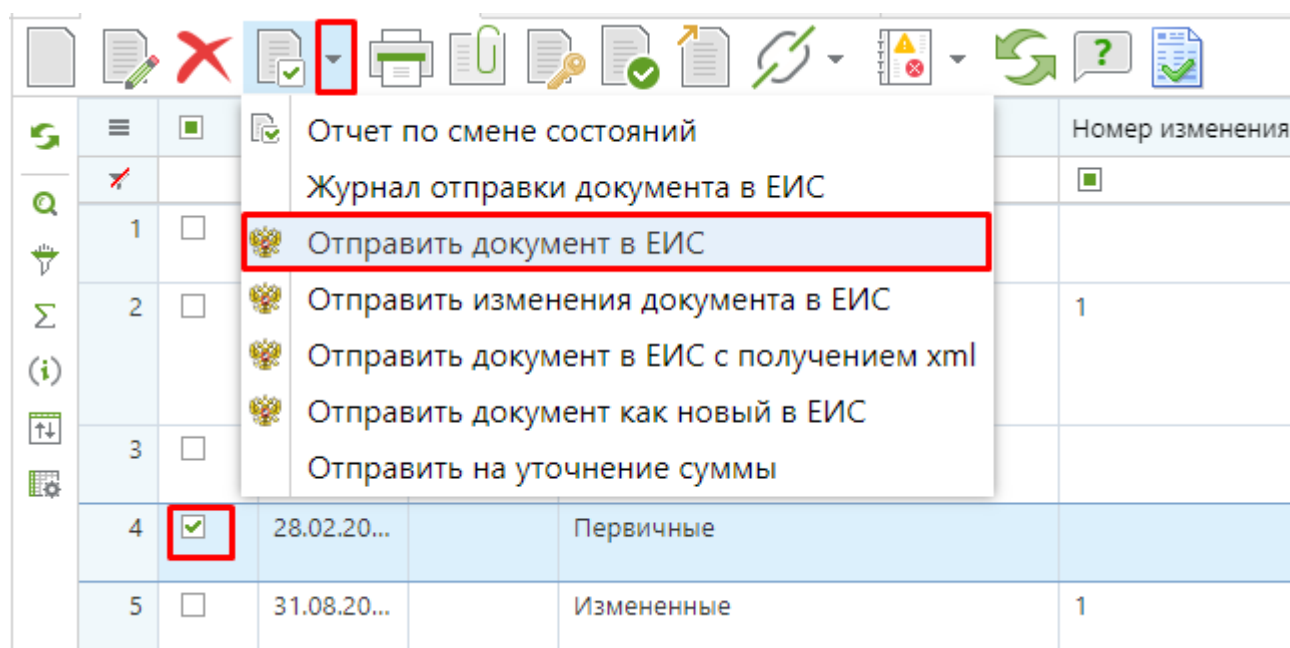 ?
Отчет по смене состояний
Номер изменения
Журнал отправки документа в ЕИС
1
Отправить документ в ЕИС
2
Отправить изменения документа в ЕИС
1
(i)
Отправить документ в ЕИС с получением xml
Отправить документ как новый в ЕИС
3
Отправить на уточнение суммы
4 28.02.20... Первичные
5 31.08.20... Измененные 1